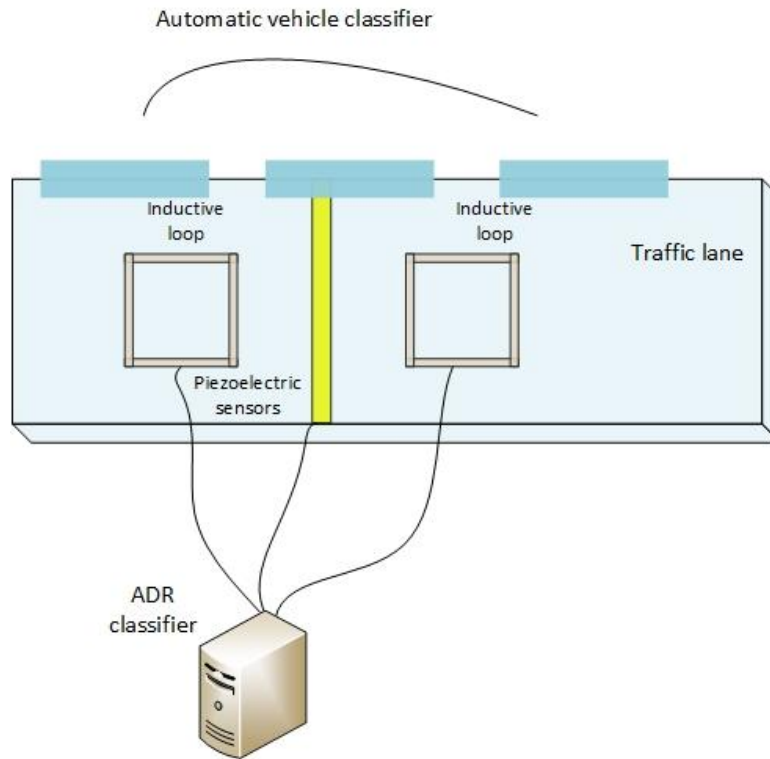 Automatic vehicle classifier
Inductive
loop
Inductive
loop
Traffic lane
Piezoelectric
sensors
ADR
classifier